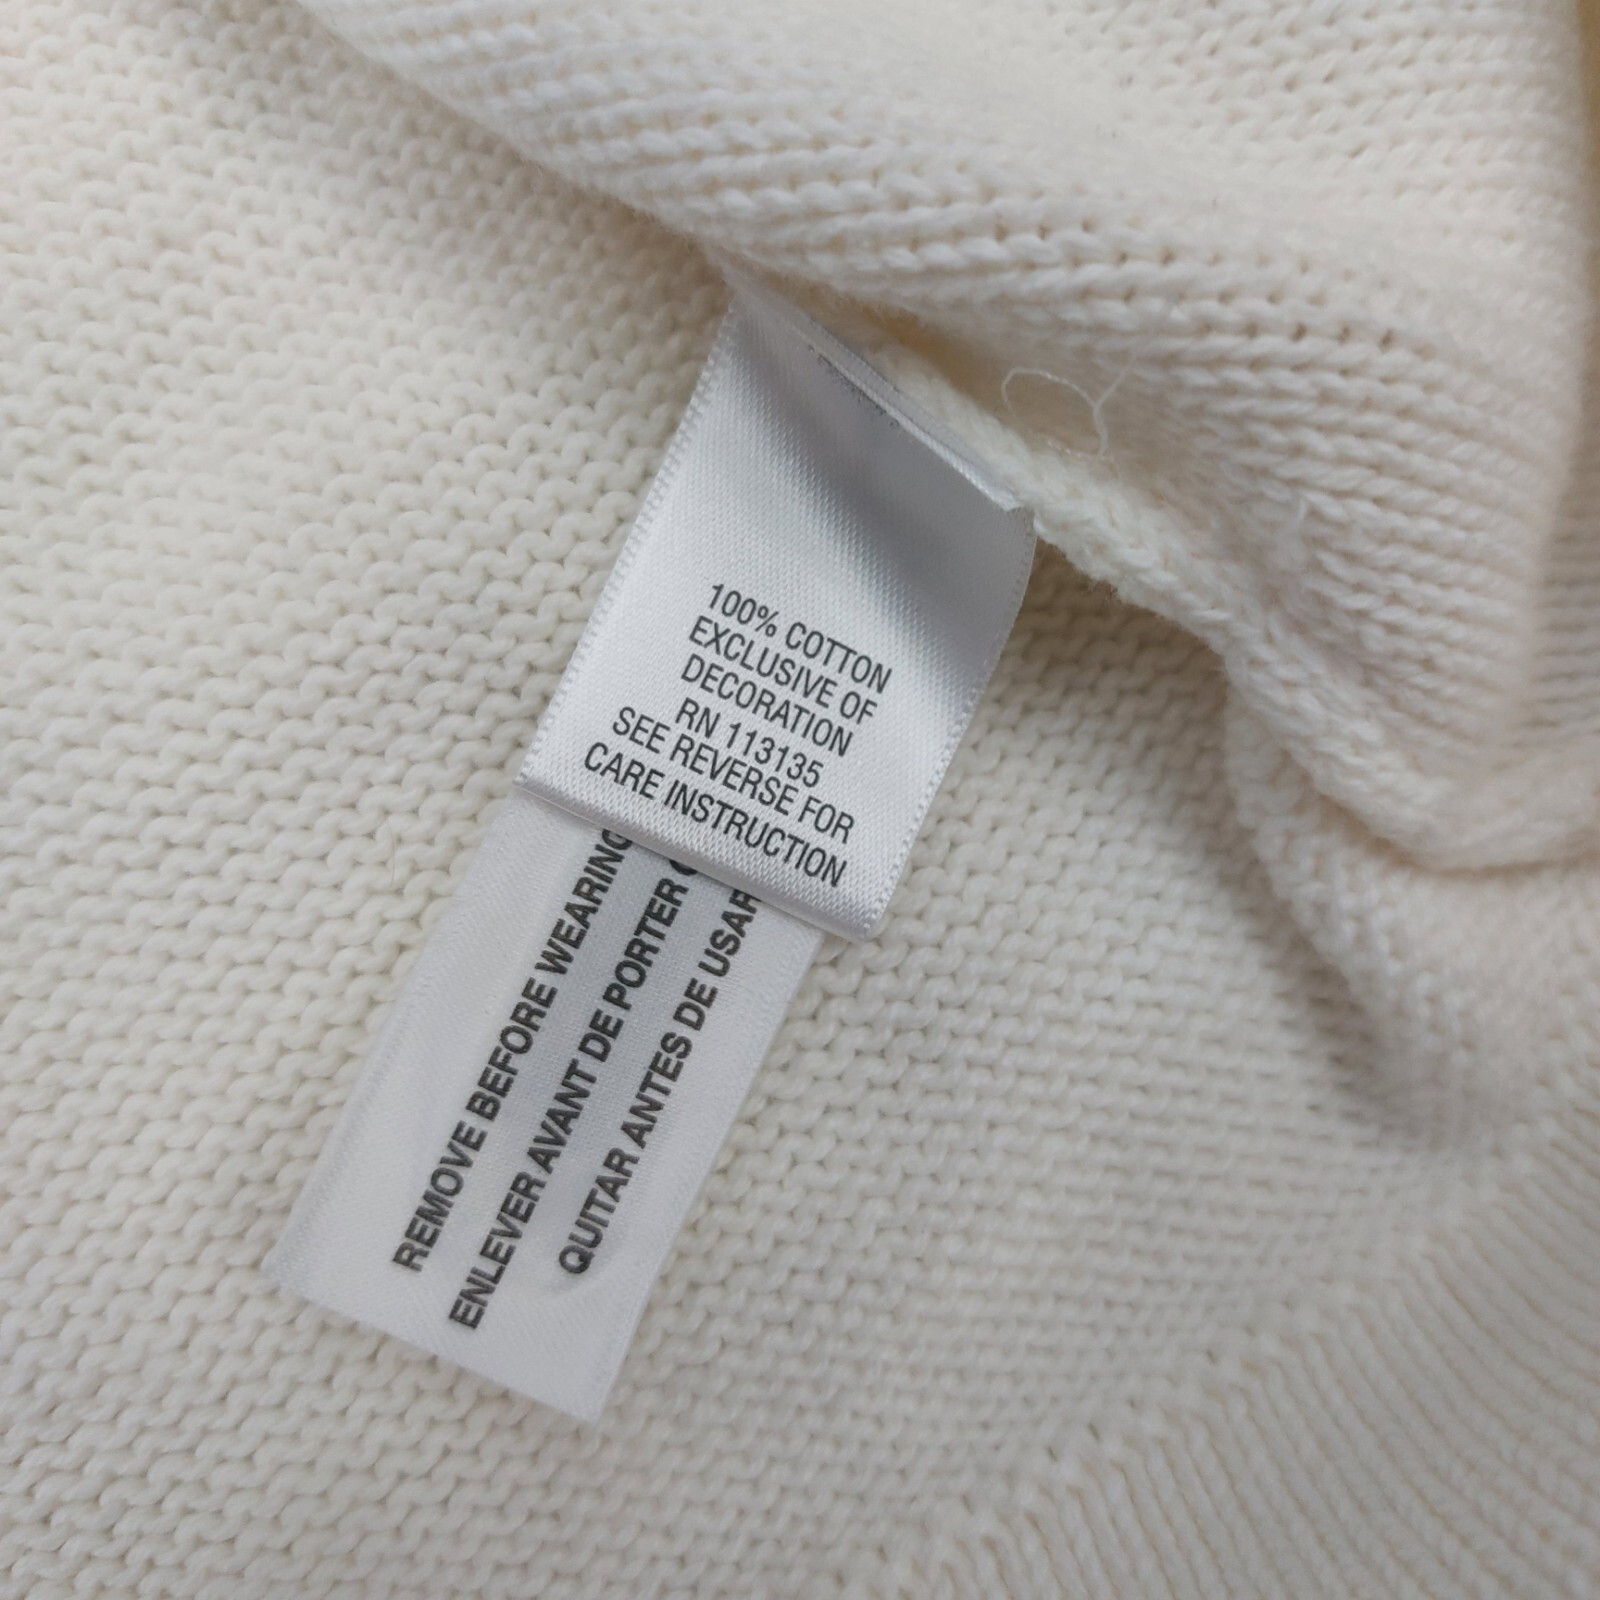 100% COTTON
EXCLUSIVE OF
DECORATION
RN 113135
SEE REVERSE FOR
CARE INSTRUCTION
REMOVE BEFORE WEARING
ENLEVER AVANT DE PORTER
QUITAR ANTES DE USAR